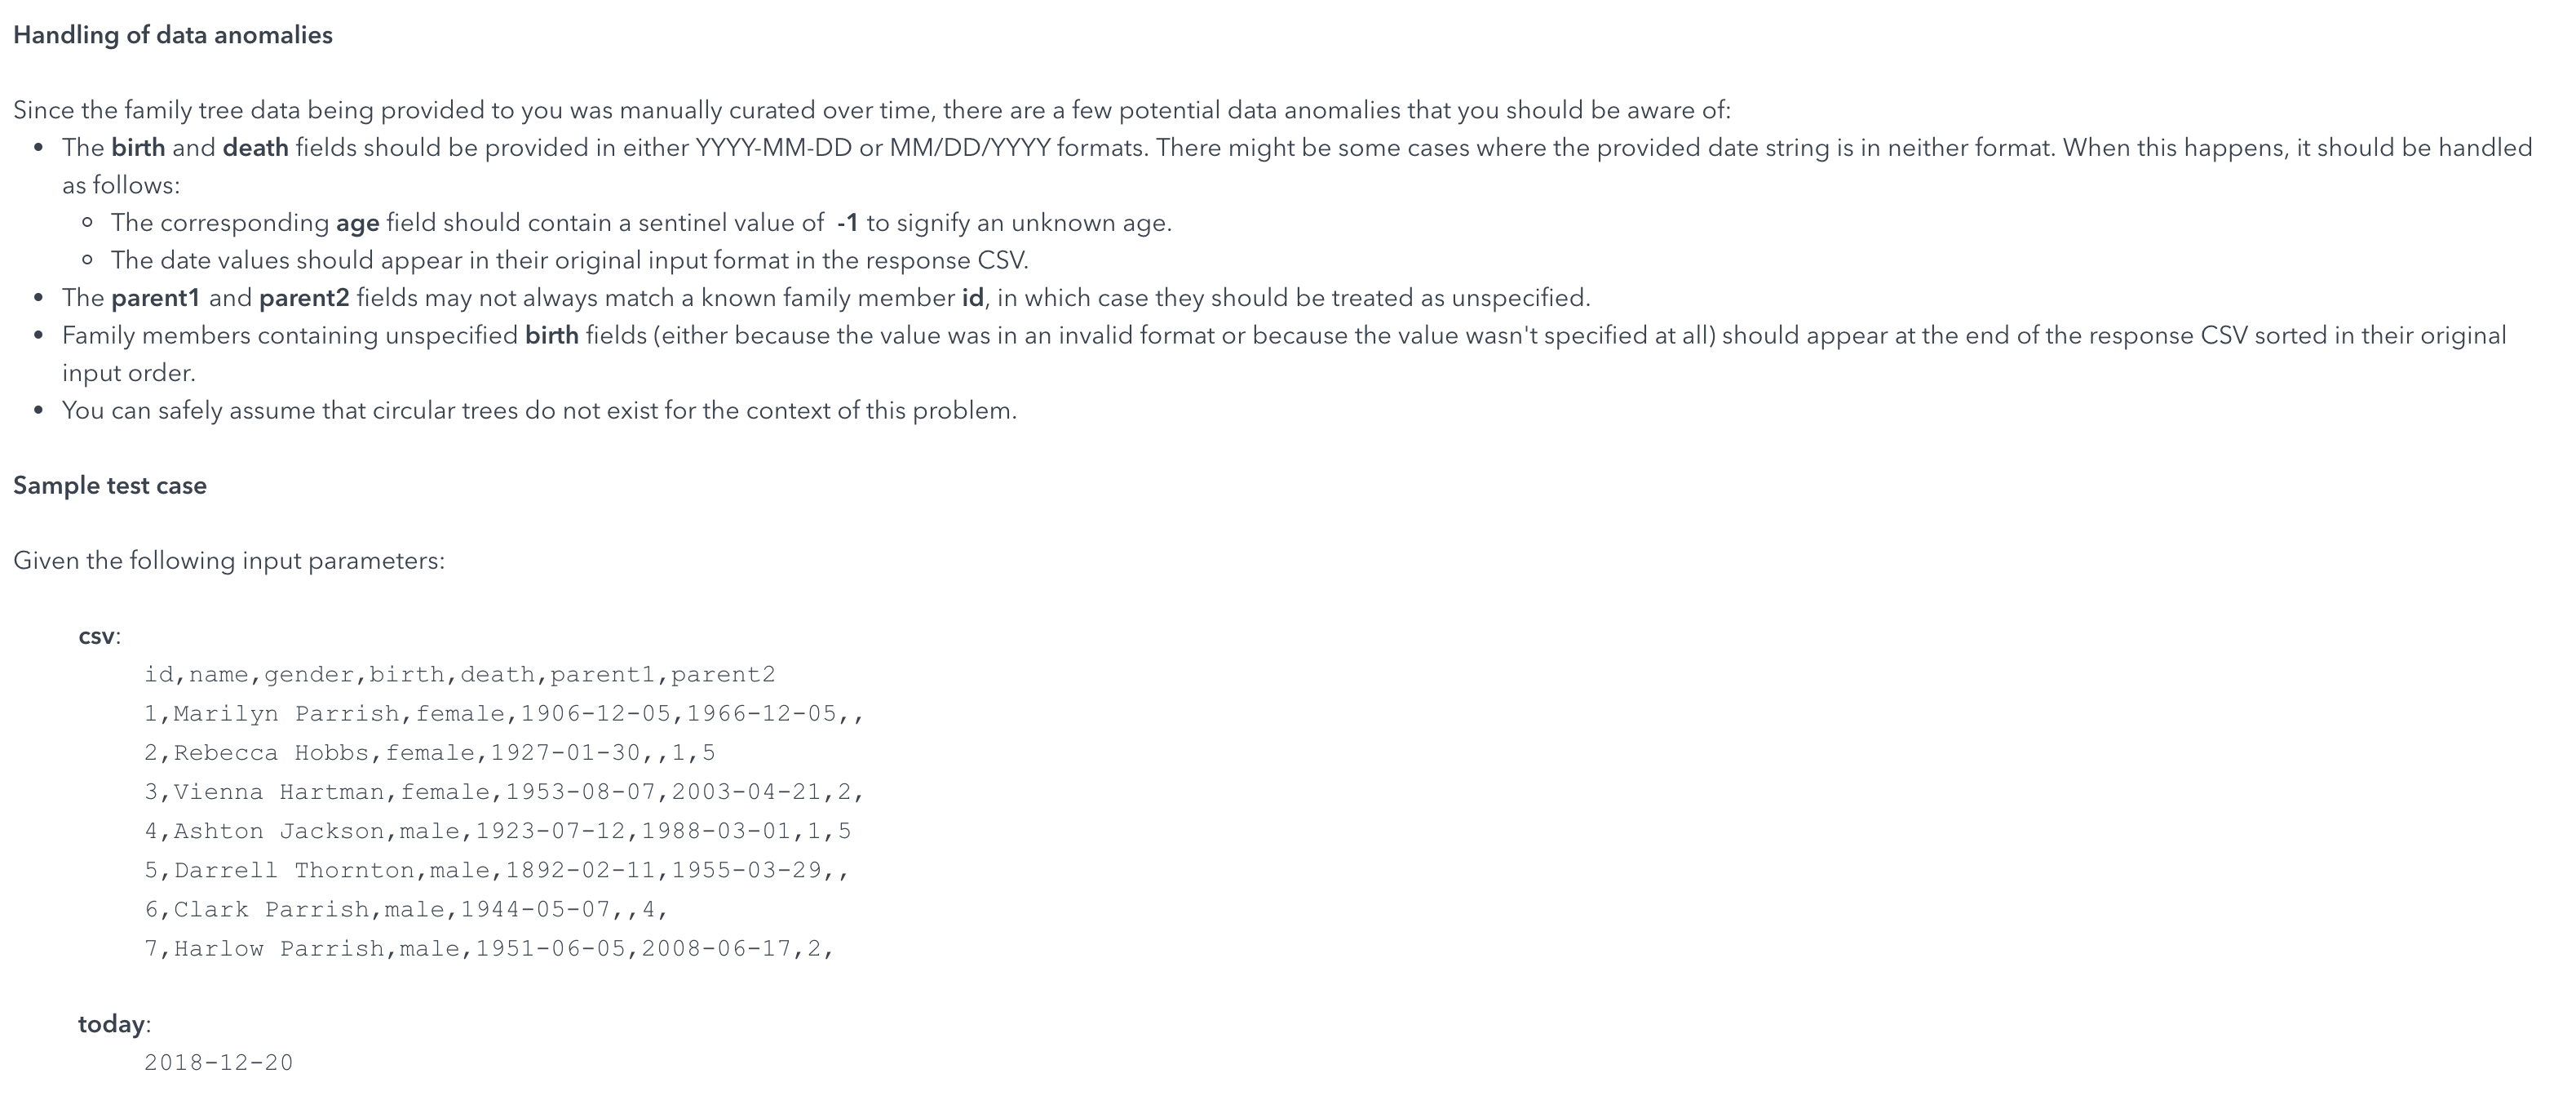 Handling of data anomalies
Since the family tree data being provided to you was manually curated over time, there are a few potential data anomalies that you should be aware of:
• The birth and death fields should be provided in either YYYY-MM-DD or MM/DD/YYYY formats. There might be some cases where the provided date string is in neither format. When this happens, it should be handled
as follows:
◦ The corresponding age field should contain a sentinel value of -1 to signify an unknown age.
◦ The date values should appear in their original input format in the response CSV.
• The parent1 and parent2 fields may not always match a known family member id, in which case they should be treated as unspecified.
• Family members containing unspecified birth fields (either because the value was in an invalid format or because the value wasn't specified at all) should appear at the end of the response CSV sorted in their original
input order.
• You can safely assume that circular trees do not exist for the context of this problem.
Sample test case
Given the following input parameters:
csv:
id,name,gender,birth,death,parent1,parent2
1,Marilyn Parrish,female,1906-12-05,1966-12-05,,
2,Rebecca Hobbs,female,1927-01-30,,1,5
3,Vienna Hartman,female,1953-08-07,2003-04-21,2,
4,Ashton Jackson,male,1923-07-12,1988-03-01,1,5
5,Darrell Thornton,male,1892-02-11,1955-03-29,,
6,Clark Parrish,male,1944-05-07,,4,
7,Harlow Parrish,male,1951-06-05,2008-06-17,2,
today:
2018-12-20